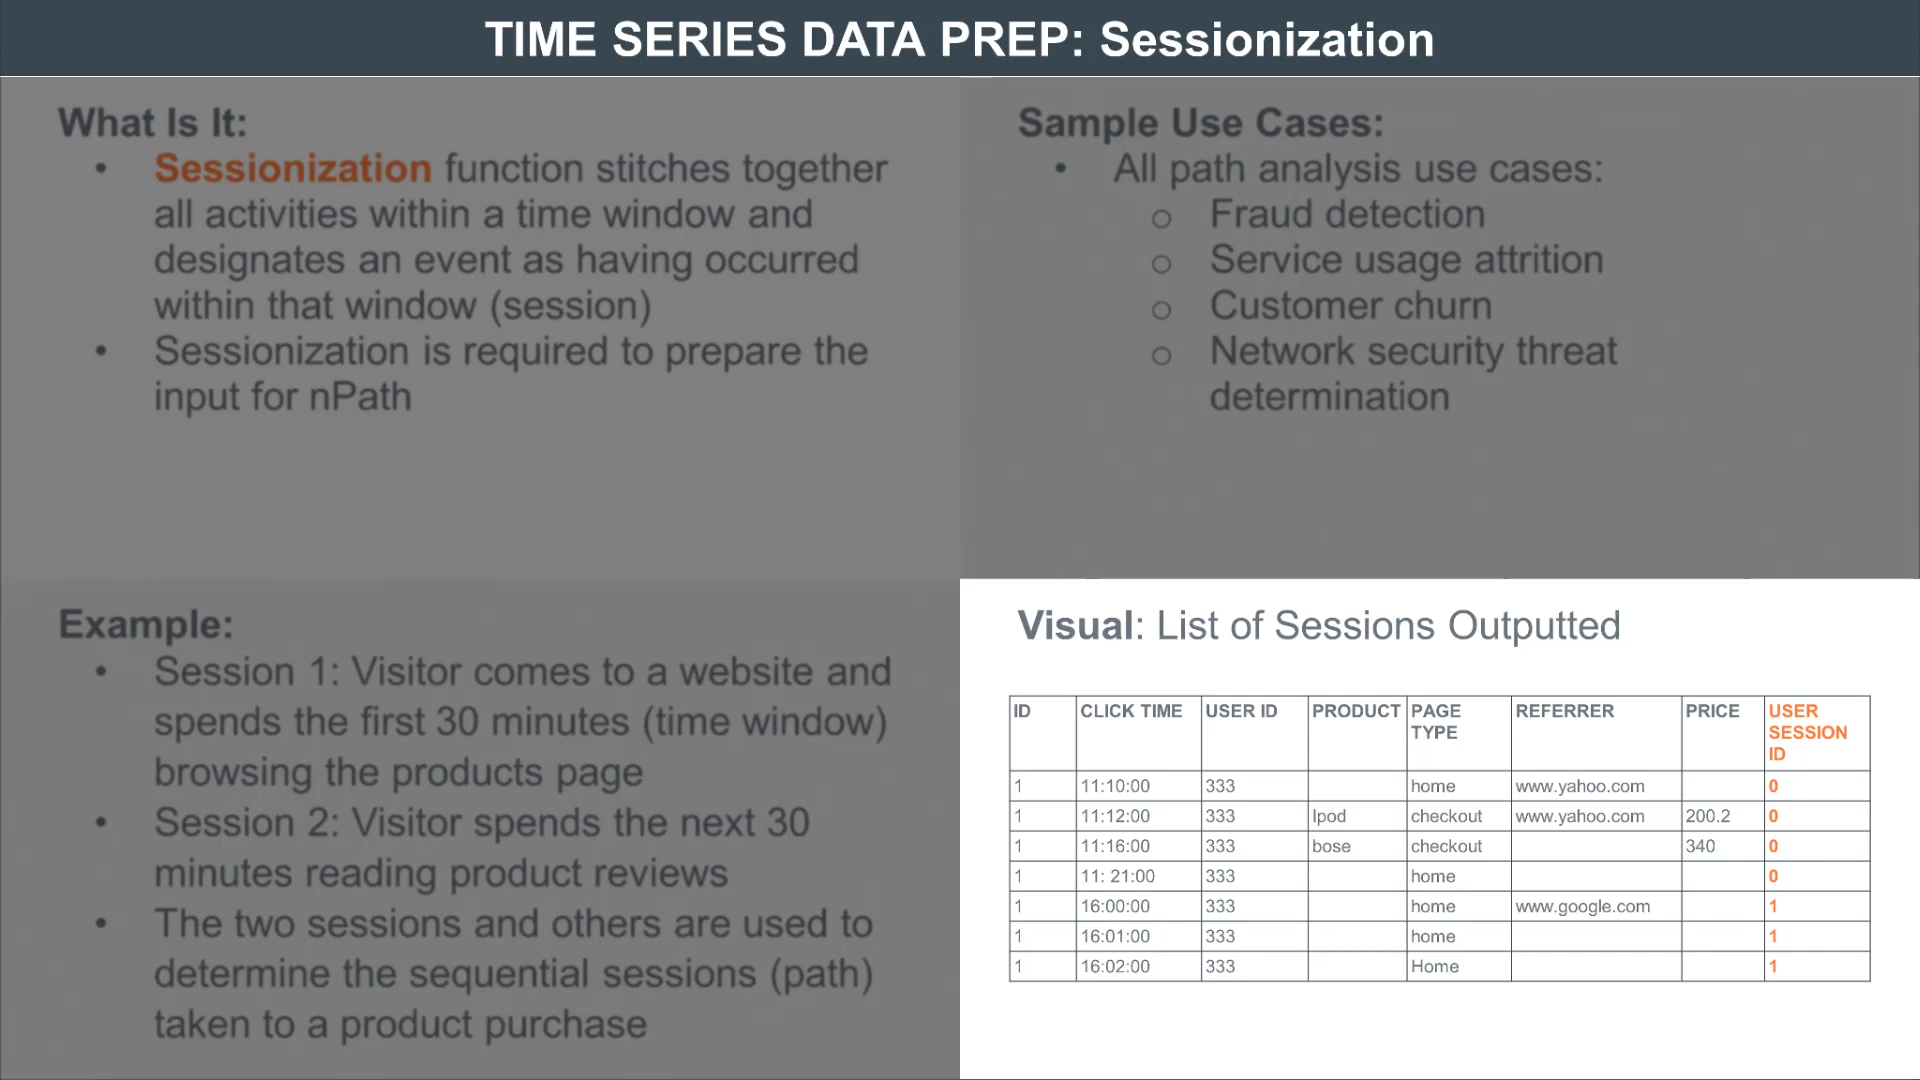 TIME SERIES DATA PREP: Sessionization
What Is It:
• Sessionization function stitches together
all activities within a time window and
designates an event as having occurred
within that window (session)
• Sessionization is required to prepare the
input for nPath
Sample Use Cases:
• All path analysis use cases:
o Fraud detection
o Service usage attrition
o Customer churn
o Network security threat
determination
Example:
• Session 1: Visitor comes to a website and
spends the first 30 minutes (time window)
browsing the products page
• Session 2: Visitor spends the next 30
minutes reading product reviews
• The two sessions and others are used to
determine the sequential sessions (path)
taken to a product purchase
Visual: List of Sessions Outputted
ID CLICK TIME USER ID PRODUCT PAGE TYPE REFERRER PRICE USER SESSION ID
1 11:10:00 333 home www.yahoo.com 0
1 11:12:00 333 Ipod checkout www.yahoo.com 200.2 0
1 11:16:00 333 bose checkout 340 0
1 11: 21:00 333 home 0
1 16:00:00 333 home www.google.com 1
1 16:01:00 333 home 1
1 16:02:00 333 Home 1